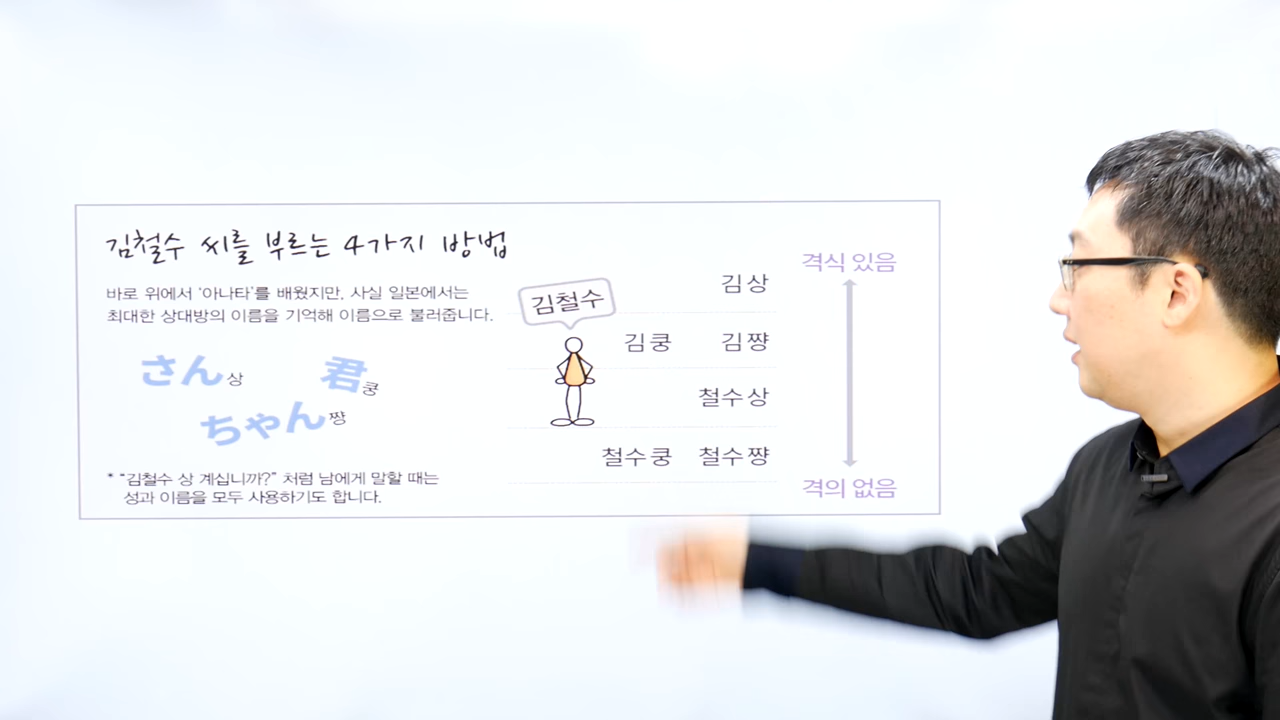 김철수 씨를 부르는 4가지 방법
바로 위에서 '아나타'를 배웠지만, 사실 일본에서는
최대한 상대방의 이름을 기억해 이름으로 불러줍니다.
さん상
君쿵
ちゃん쨩
* "김철수 상 계십니까?" 처럼 남에게 말할 때는
성과 이름을 모두 사용하기도 합니다.
김철수
김상
김쿵 김쨩
철수상
철수쿵 철수쨩
격식 있음
격의 없음